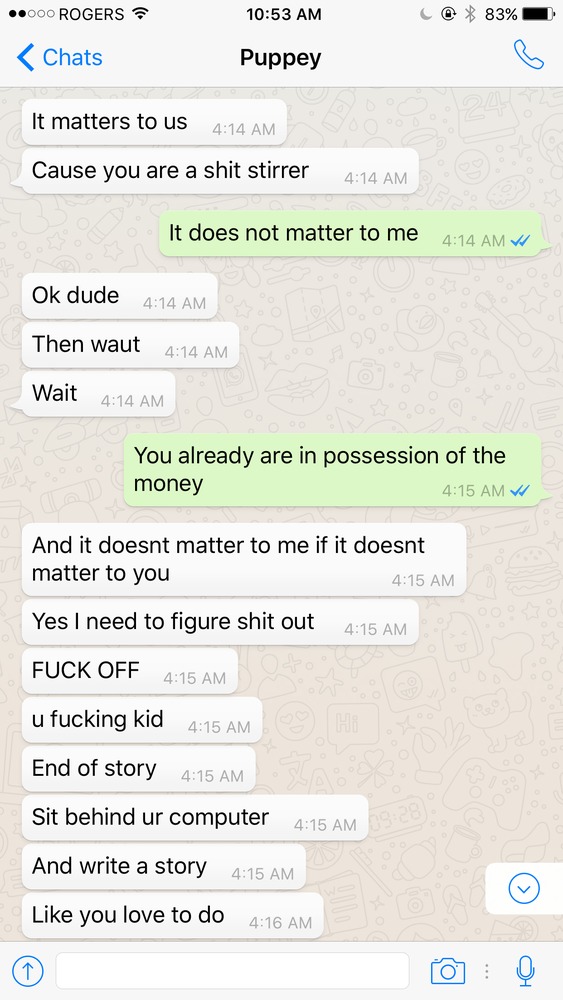 ROGERS 10:53 AM 83%
Chats Puppey
It matters to us 4:14 AM
Cause you are a shit stirrer 4:14 AM
It does not matter to me 4:14 AM
Ok dude 4:14 AM
Then waut 4:14 AM
Wait 4:14 AM
You already are in possession of the
money 4:15 AM
And it doesnt matter to me if it doesnt
matter to you 4:15 AM
Yes I need to figure shit out 4:15 AM
FUCK OFF 4:15 AM
u fucking kid 4:15 AM
End of story 4:15 AM
Sit behind ur computer 4:15 AM
And write a story 4:15 AM
Like you love to do 4:16 AM